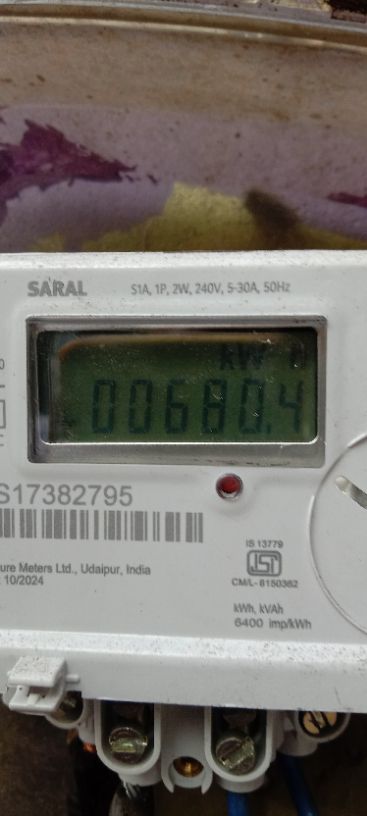 SARAL S1A, 1P, 2W, 240V, 5-30A, 50Hz
kW h
00680.4
S17382795
IS 13779
ure Meters Ltd., Udaipur, India
10/2024
CM/L- 8150362
kWh, kVAh
6400 imp/kWh